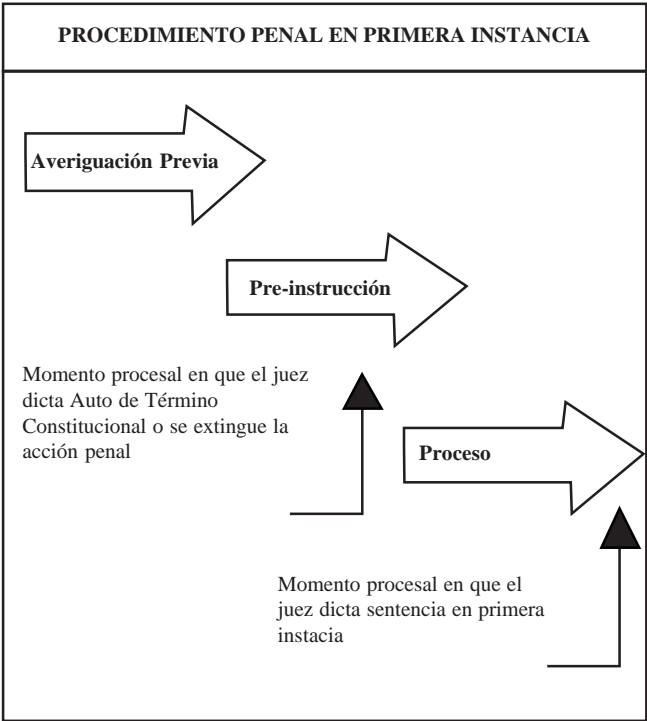 PROCEDIMIENTO PENAL EN PRIMERA INSTANCIA
Averiguación Previa
Pre-instrucción
Momento procesal en que el juez
dicta Auto de Término
Constitucional o se extingue la
acción penal
Proceso
Momento procesal en que el
juez dicta sentencia en primera
instacia